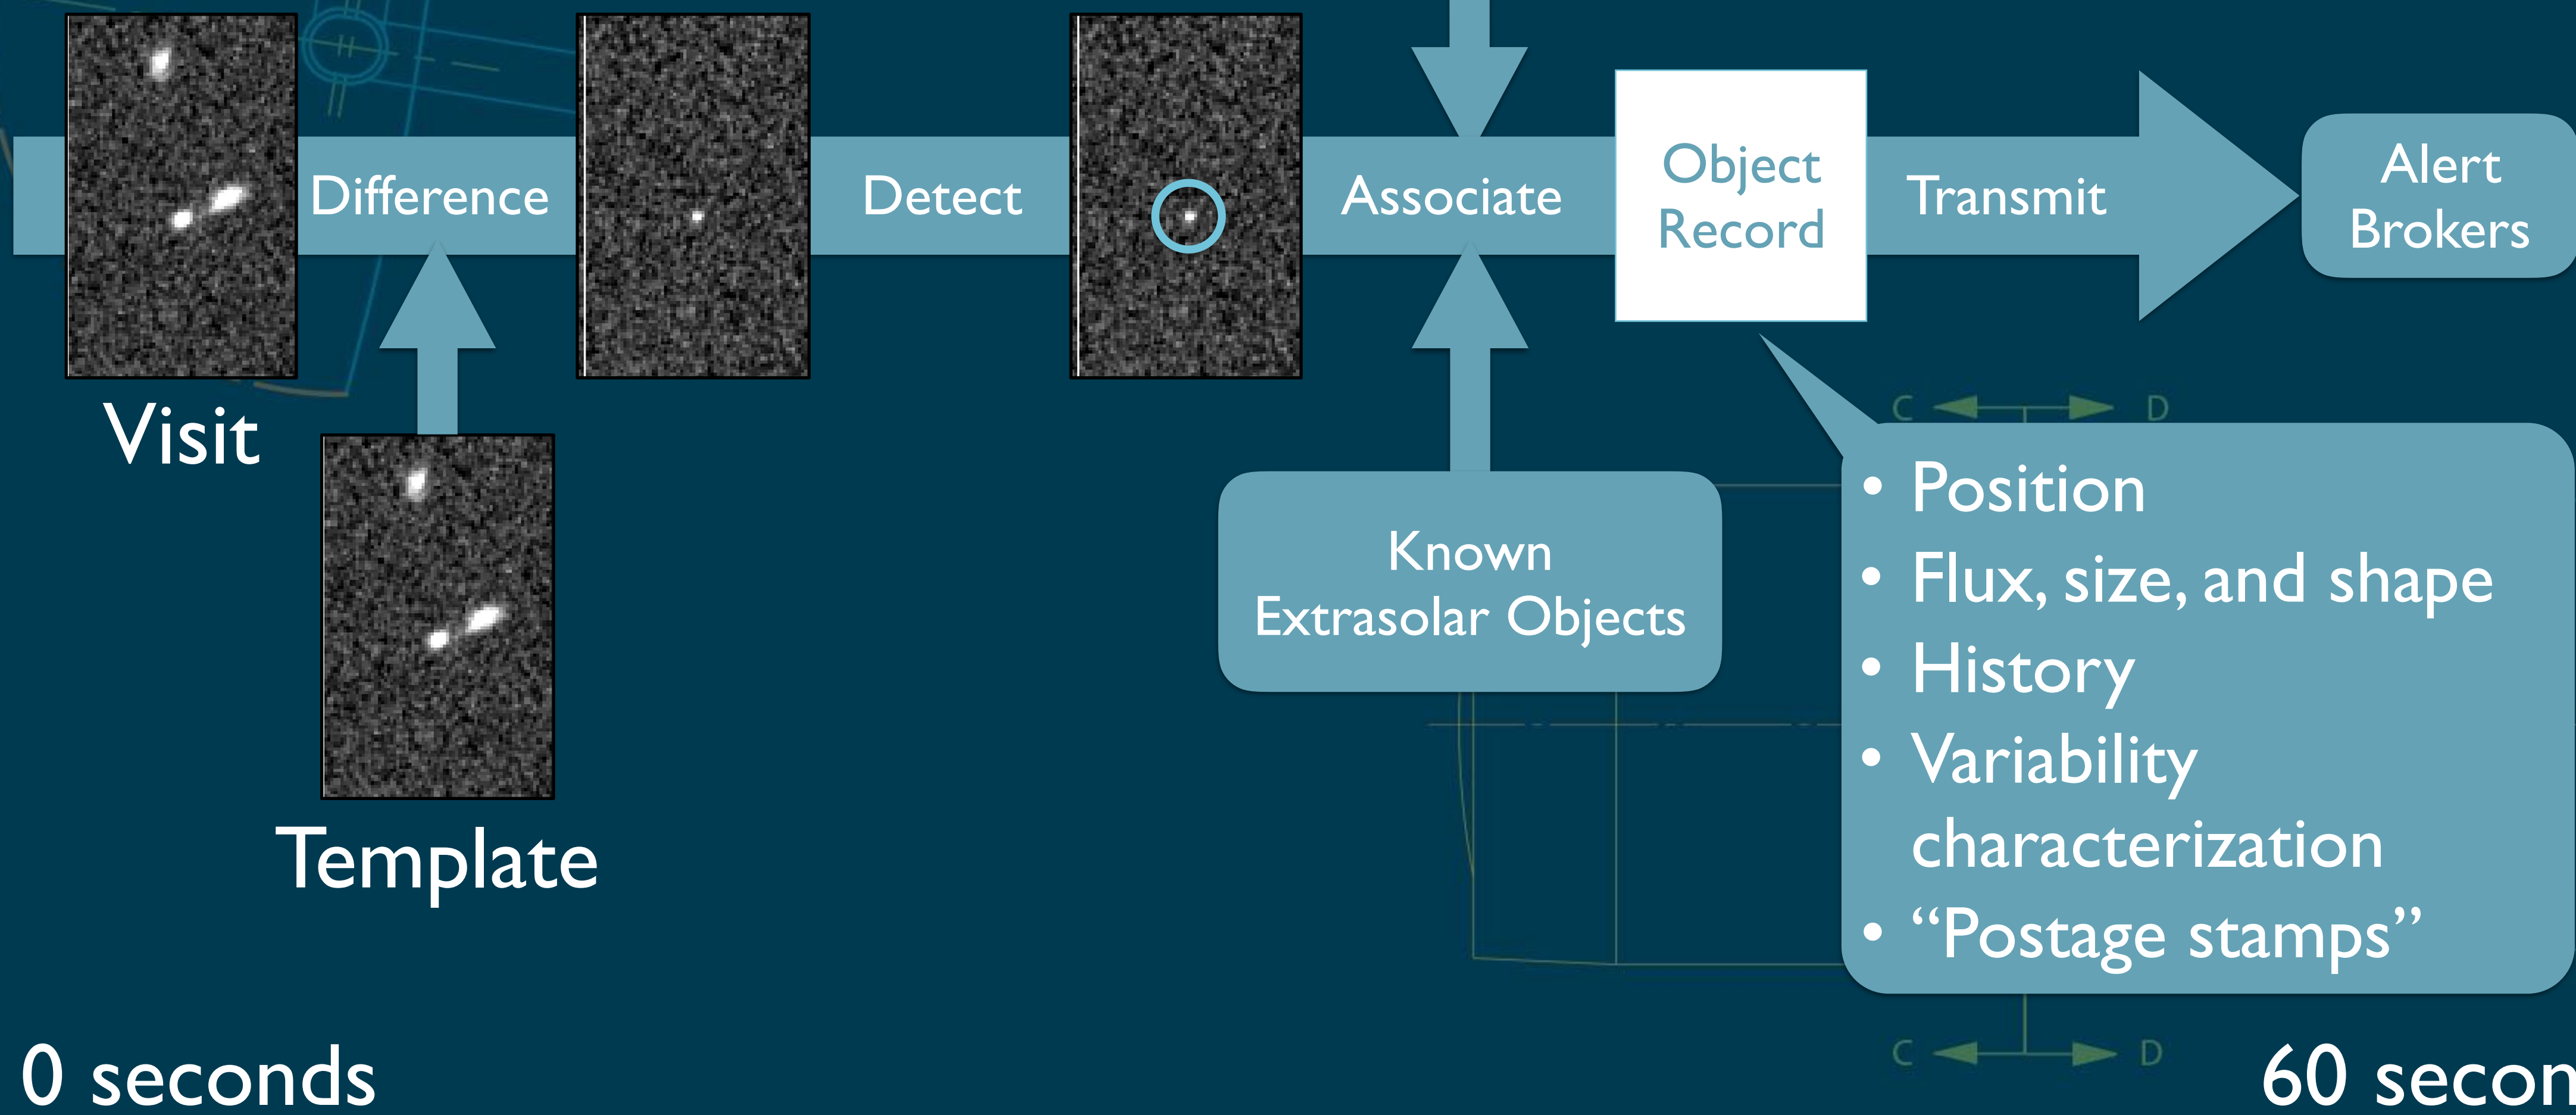 Difference
Detect
Associate
Object
Record
Transmit
Alert
Brokers
Visit
Template
Known
Extrasolar Objects
C D
• Position
• Flux, size, and shape
• History
• Variability
characterization
• “Postage stamps”
C D
0 seconds
60 secon